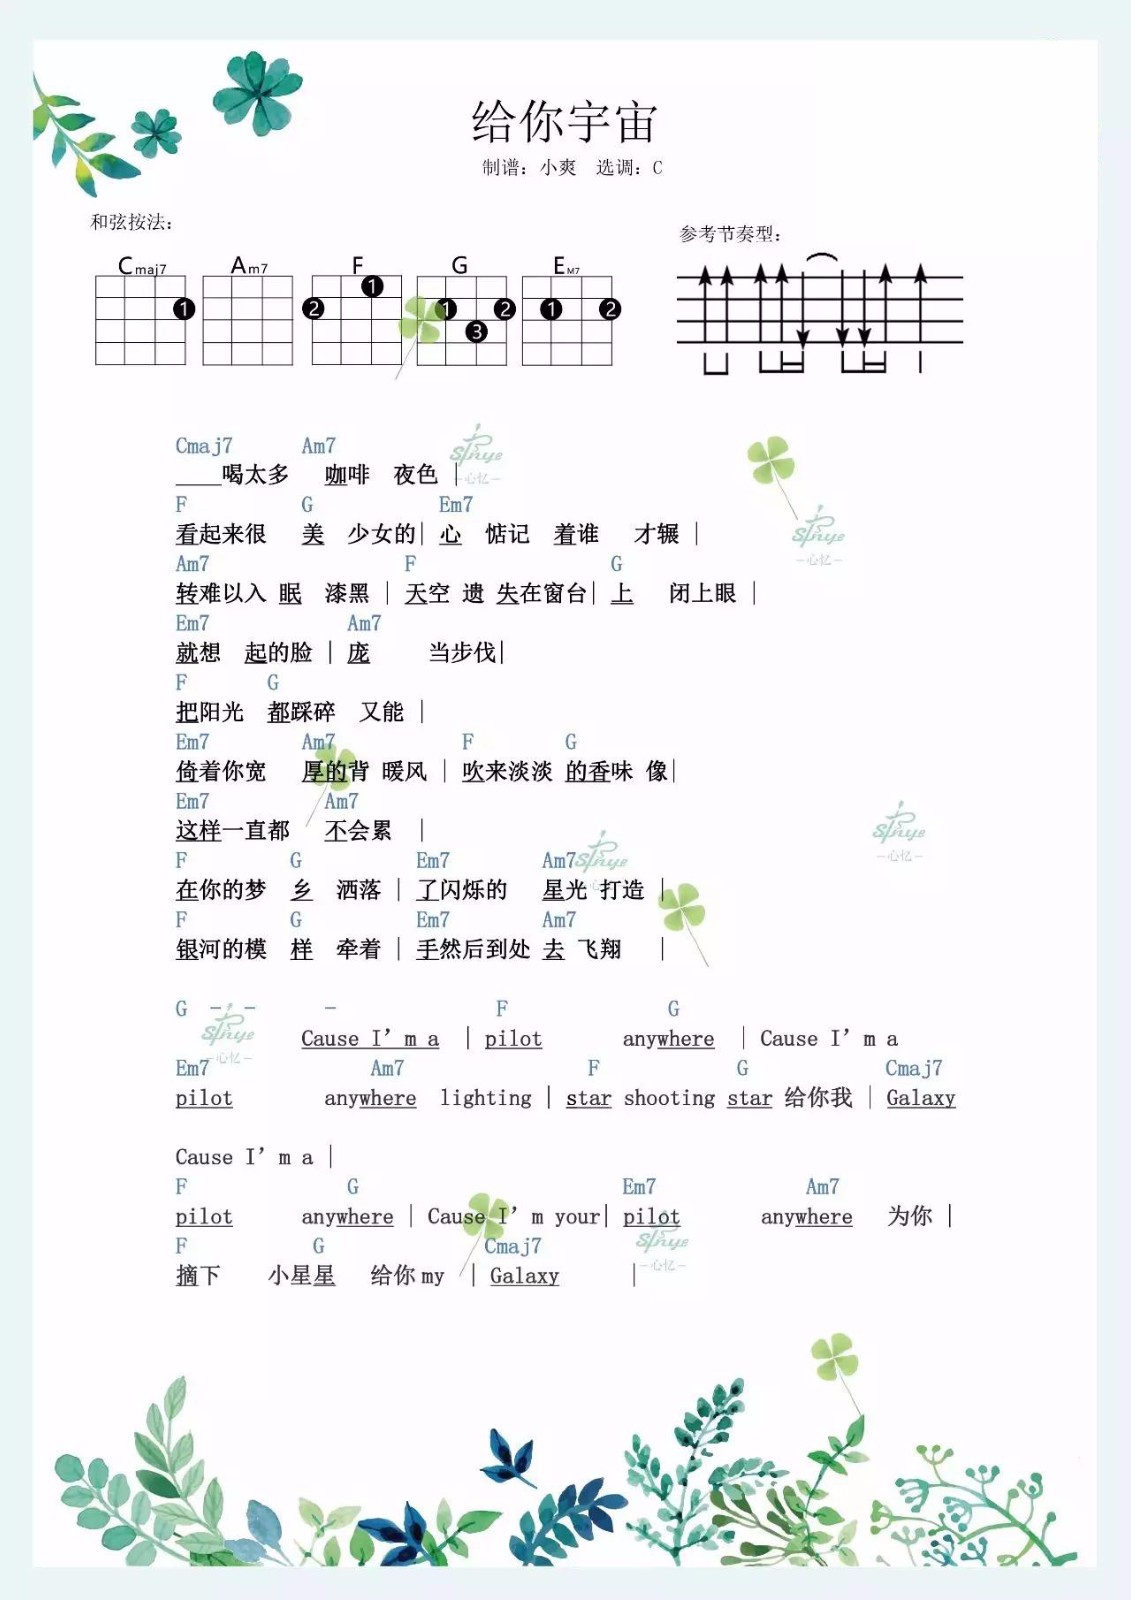 给你宇宙
制谱：小爽 选调：C
和弦按法：
参考节奏型：
Cmaj7 Am7 F G EM7
1 2 1 1 2 3 1 2
Cmaj7 Am7
____喝太多 咖啡 夜色 |
F G Em7
看起来很 美 少女的| 心 惦记 着谁 才辗 |
Am7 F G
转难以入 眠 漆黑 | 天空 遗 失在窗台| 上 闭上眼 |
Em7 Am7
就想 起的脸 | 庞 当步伐|
F G
把阳光 都踩碎 又能 |
Em7 Am7 F G
倚着你宽 厚的背 暖风 | 吹来淡淡 的香味 像|
Em7 Am7
这样一直都 不会累 |
F G Em7 Am7
在你的梦 乡 洒落 | 了闪烁的 星光 打造 |
F G Em7 Am7
银河的模 样 牵着 | 手然后到处 去 飞翔 |
G - - - F G
Cause I'm a | pilot anywhere | Cause I'm a
Em7 Am7 F G Cmaj7
pilot anywhere lighting | star shooting star 给你我 | Galaxy
Cause I'm a |
F G Em7 Am7
pilot anywhere | Cause I'm your| pilot anywhere 为你 |
F G Cmaj7
摘下 小星星 给你 my | Galaxy |
-心忆-
-心忆-
-心忆-
-心忆-
-心忆-